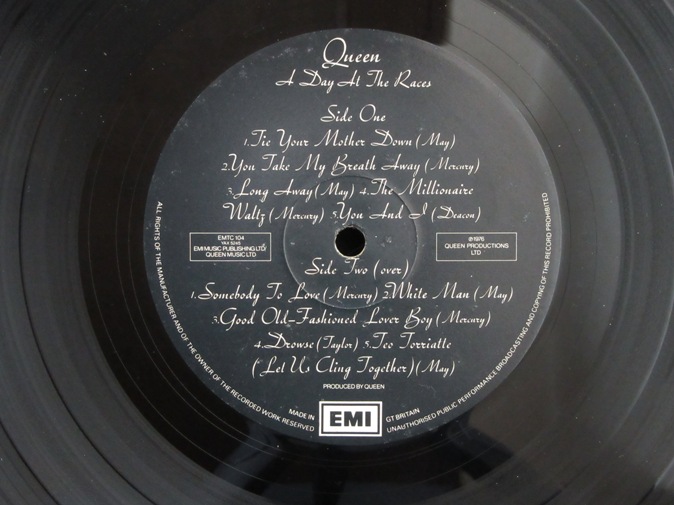 Queen
A Day At The Races
Side One
1.Tie Your Mother Down (May)
2.You Take My Breath Away (Mercury)
3.Long Away (May) 4.The Millionaire
Waltz (Mercury) 5.You And I (Deacon)
EMTC 104
YAX 5245
EMI MUSIC PUBLISHING LTD/
QUEEN MUSIC LTD
℗1976
QUEEN PRODUCTIONS
LTD
Side Two (over)
1.Somebody To Love (Mercury) 2.White Man (May)
3.Good Old-Fashioned Lover Boy (Mercury)
4.Drowse (Taylor) 5.Teo Torriatte
(Let Us Cling Together) (May)
PRODUCED BY QUEEN
MADE IN EMI GT BRITAIN
ALL RIGHTS OF THE MANUFACTURER AND OF THE OWNER OF THE RECORDED WORK RESERVED
UNAUTHORISED PUBLIC PERFORMANCE BROADCASTING AND COPYING OF THIS RECORD PROHIBITED